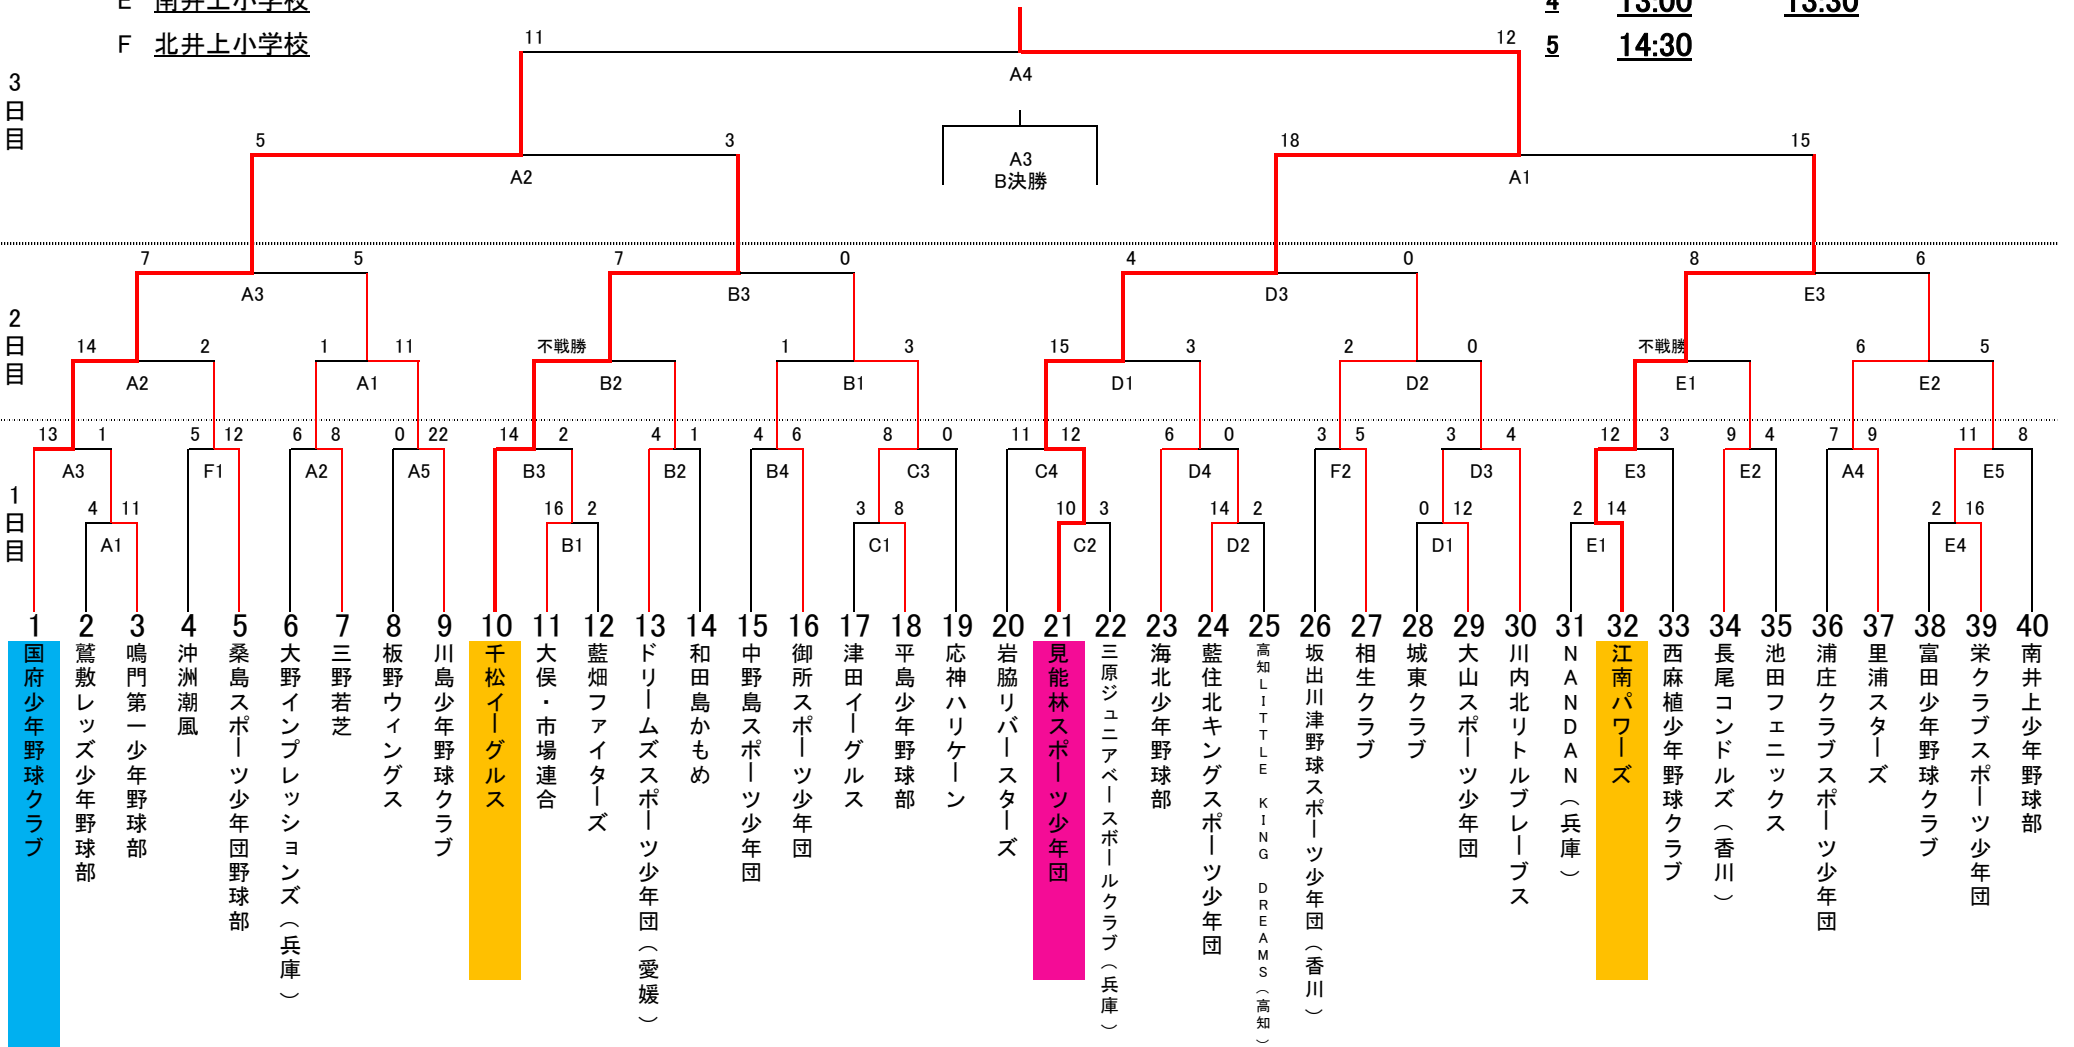 E 南井上小学校
4 13:00 13:30
F 北井上小学校
5 14:30
11 12
A4
3日目
5 3 18 15
A2 A3 A1
B決勝
7 5 7 0 4 0 8 6
A3 B3 D3 E3
2日目
14 2 1 11 不戦勝 1 3 15 3 2 0 不戦勝 6 5
A2 A1 B2 B1 D1 D2 E1 E2
13 1 5 12 6 8 0 22 14 2 4 1 4 6 8 0 11 12 6 0 3 5 3 4 12 3 9 4 7 9 11 8
A3 F1 A2 A5 B3 B2 B4 C3 C4 D4 F2 D3 E3 E2 A4 E5
1日目
4 11 16 2 3 8 10 3 14 2 0 12 2 14 2 16
A1 B1 C1 C2 D2 D1 E1 E4
1 国府少年野球クラブ
2 鷲敷レッズ少年野球部
3 鳴門第一少年野球部
4 沖洲潮風
5 桑島スポーツ少年団野球部
6 大野インプレッションズ（兵庫）
7 三野若芝
8 板野ウィングス
9 川島少年野球クラブ
10 千松イーグルス
11 大俣・市場連合
12 藍畑ファイターズ
13 ドリームズスポーツ少年団（愛媛）
14 和田島かもめ
15 中野島スポーツ少年団
16 御所スポーツ少年団
17 津田イーグルス
18 平島少年野球部
19 応神ハリケーン
20 岩脇リバースターズ
21 見能林スポーツ少年団
22 三原ジュニアベースボールクラブ（兵庫）
23 海北少年野球部
24 藍住北キングスポーツ少年団
25 高知LITTLE KING DREAMS（高知）
26 坂出川津野球スポーツ少年団（香川）
27 相生クラブ
28 城東クラブ
29 大山スポーツ少年団
30 川内北リトルブレーブス
31 NANDAN（兵庫）
32 江南パワーズ
33 西麻植少年野球クラブ
34 長尾コンドルズ（香川）
35 池田フェニックス
36 浦庄クラブスポーツ少年団
37 里浦スターズ
38 富田少年野球クラブ
39 栄クラブスポーツ少年団
40 南井上少年野球部